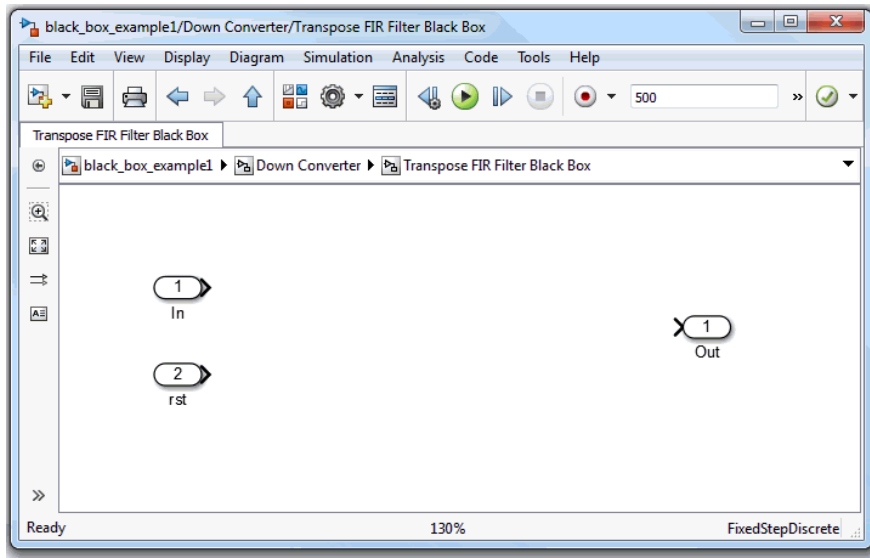 black_box_example1/Down Converter/Transpose FIR Filter Black Box
File Edit View Display Diagram Simulation Analysis Code Tools Help
500 »
Transpose FIR Filter Black Box
black_box_example1 Down Converter Transpose FIR Filter Black Box
1
In
1
Out
2
rst
Ready 130% FixedStepDiscrete